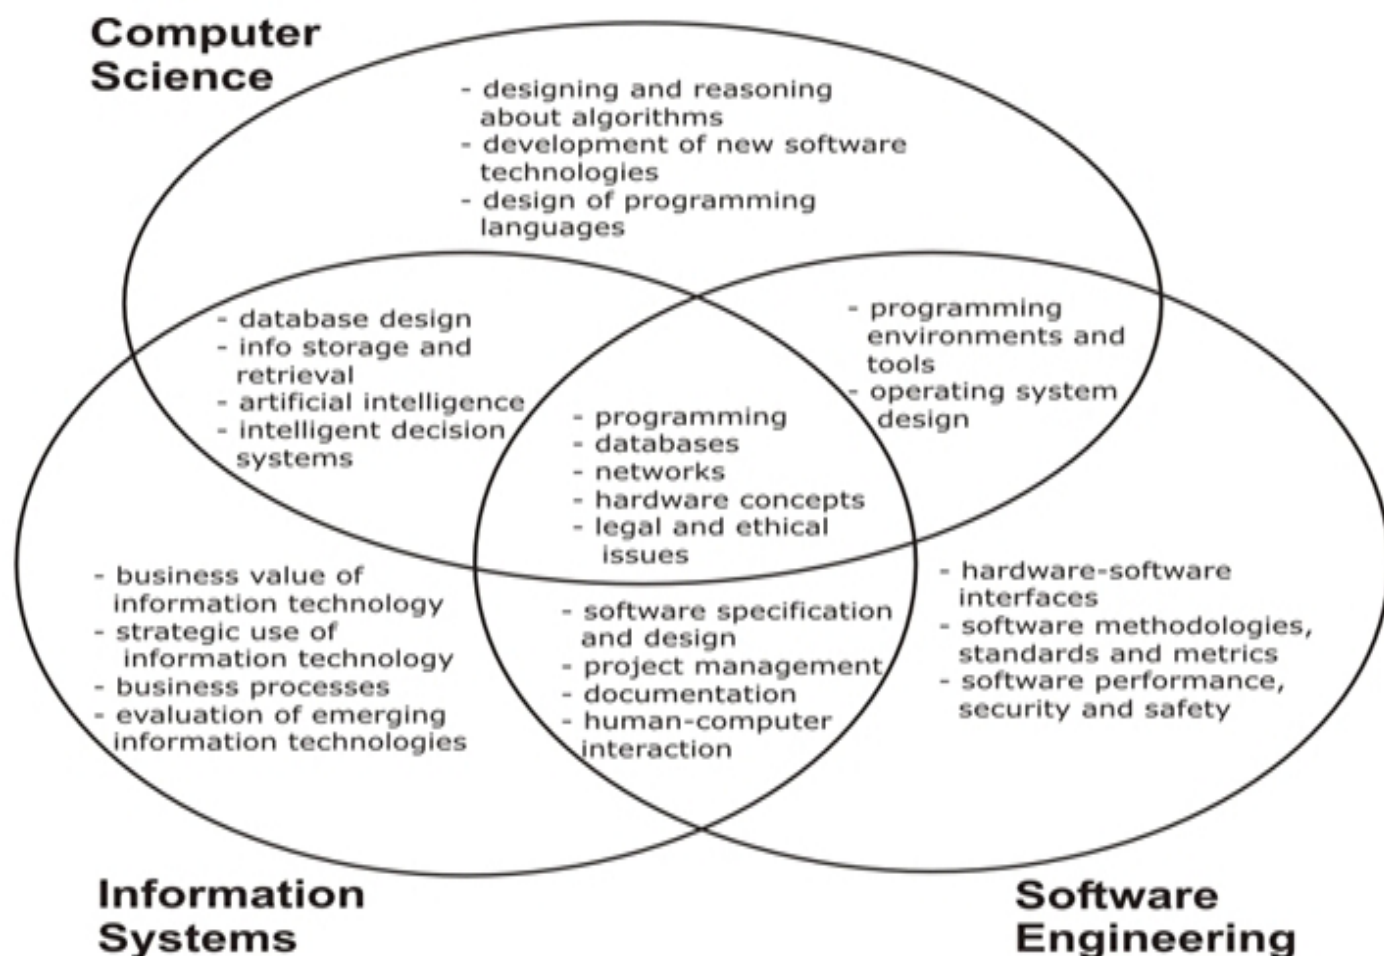 Computer
Science
- designing and reasoning
about algorithms
- development of new software
technologies
- design of programming
languages
- database design
- info storage and
retrieval
- artificial intelligence
- intelligent decision
systems
- programming
environments and
tools
- operating system
design
- programming
- databases
- networks
- hardware concepts
- legal and ethical
issues
- business value of
information technology
- strategic use of
information technology
- business processes
- evaluation of emerging
information technologies
- software specification
and design
- project management
- documentation
- human-computer
interaction
- hardware-software
interfaces
- software methodologies,
standards and metrics
- software performance,
security and safety
Information
Systems
Software
Engineering